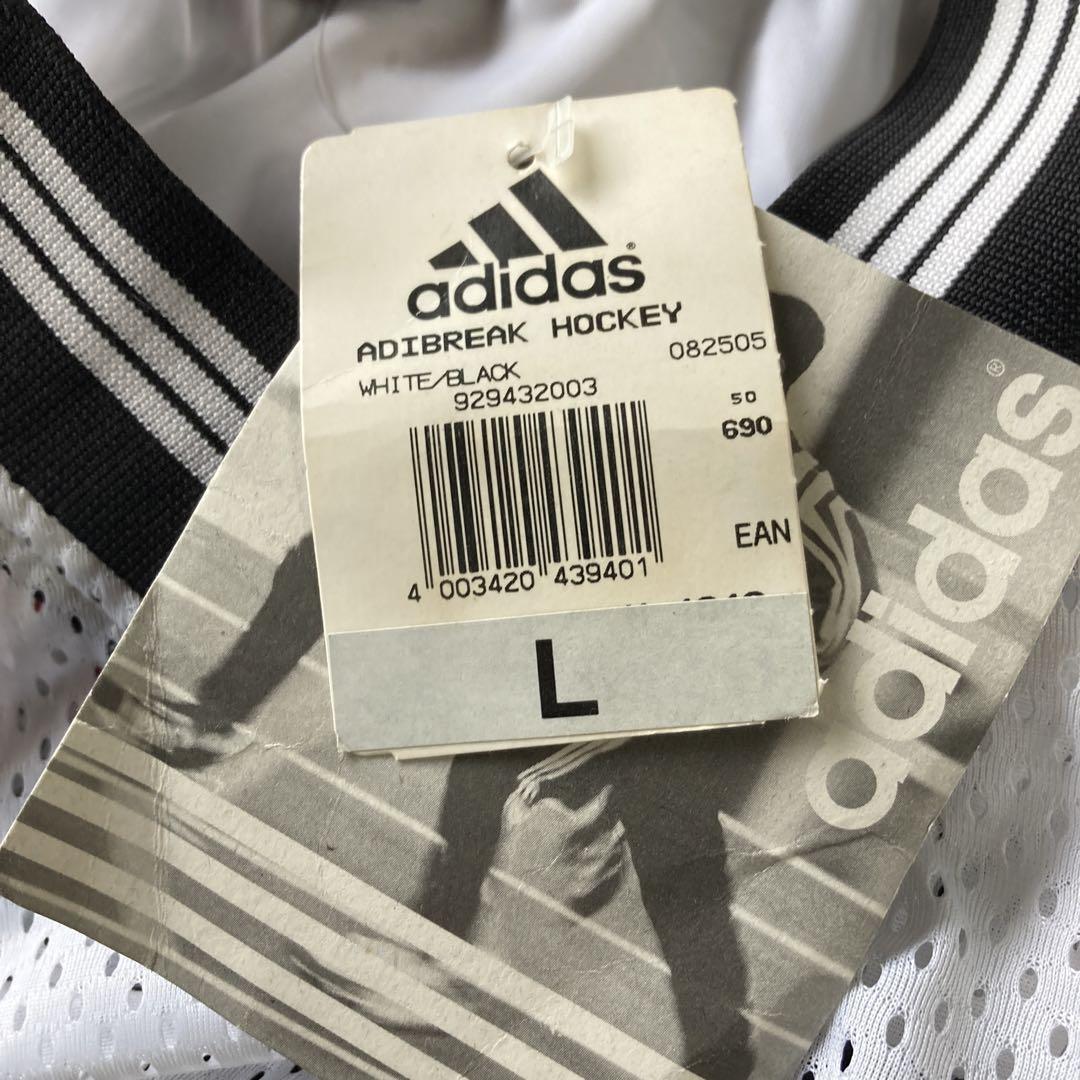 adidas®
ADIBREAK HOCKEY
082505
WHITE/BLACK
929432003
50
690
EAN
4 003420 439401
L
adidas®